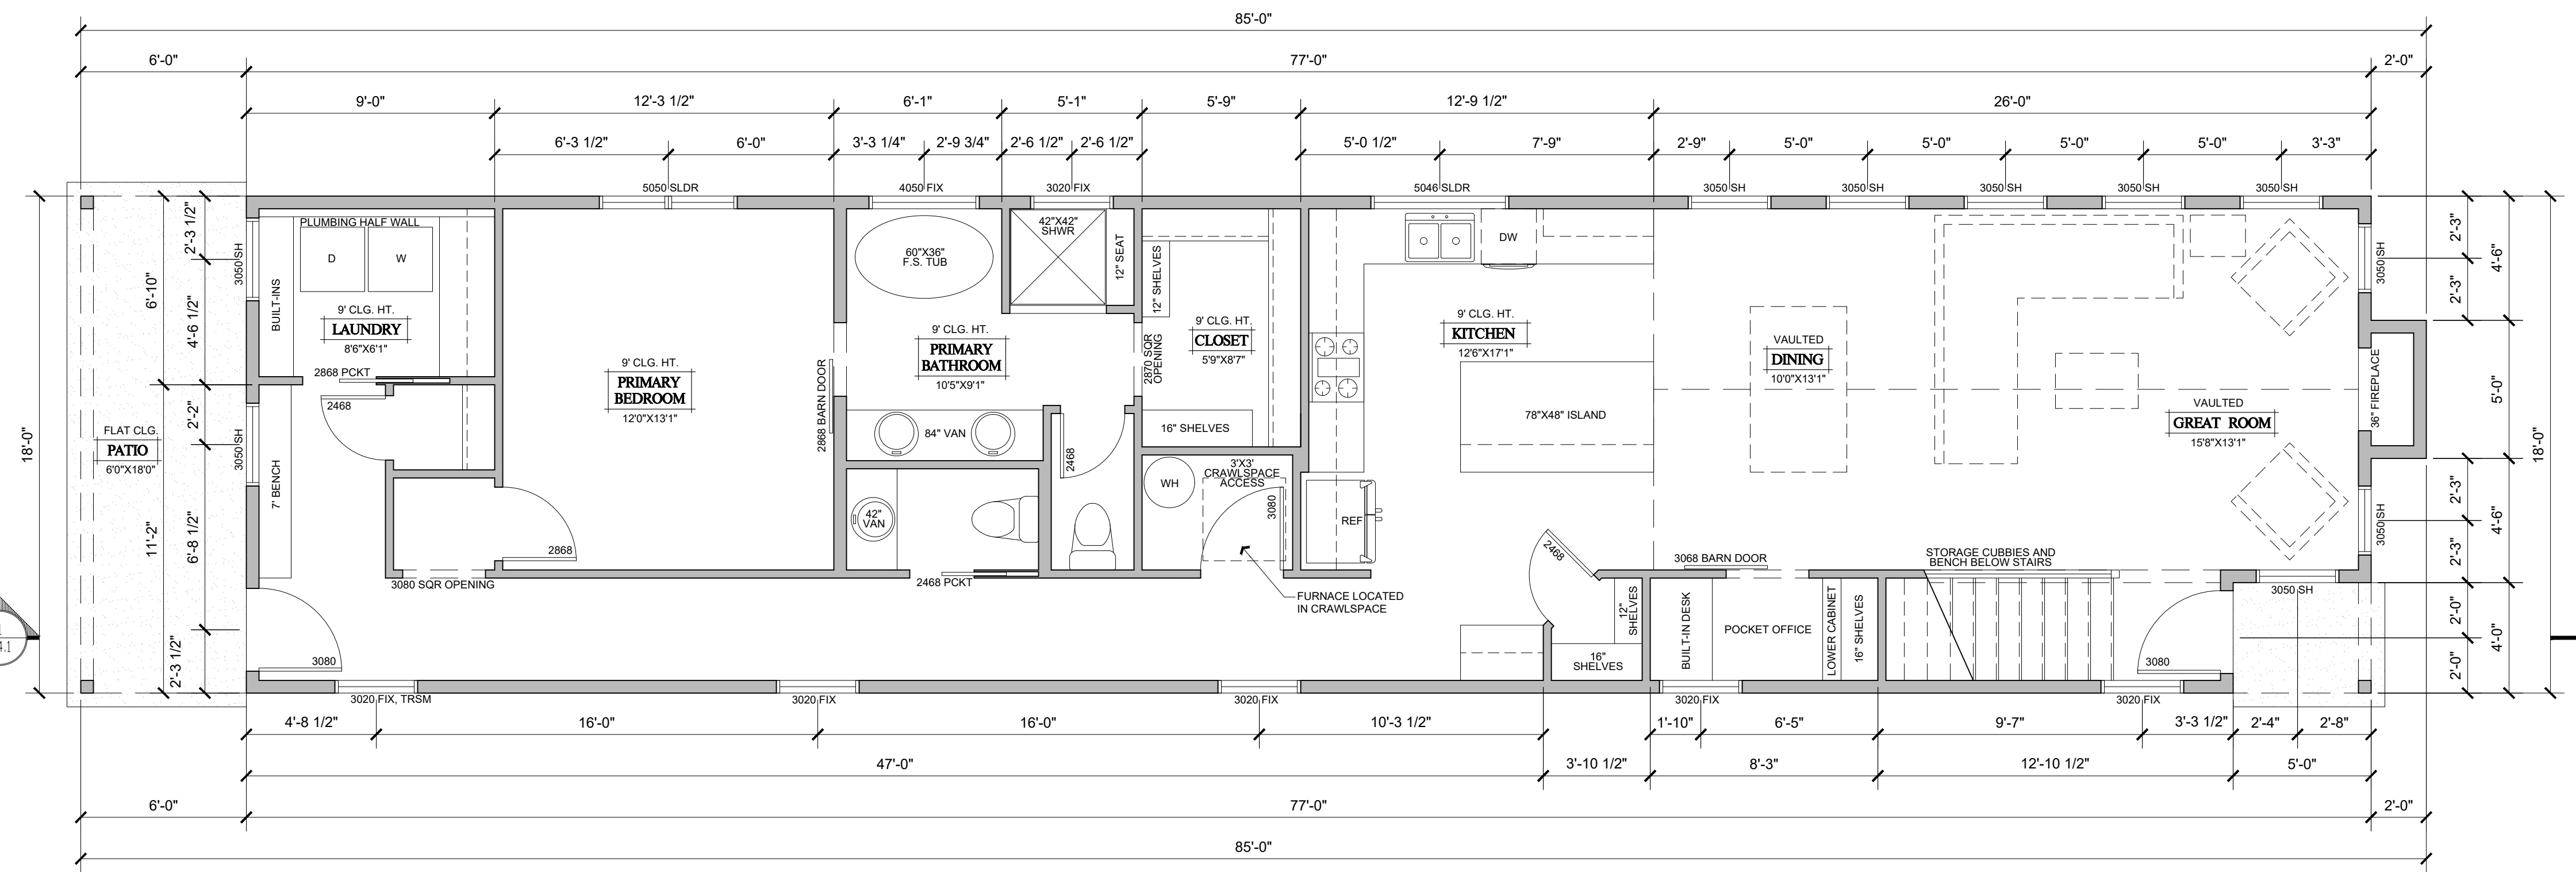 85'-0"
6'-0"
77'-0"
2'-0"
9'-0"
12'-3 1/2"
6'-1"
5'-1"
5'-9"
12'-9 1/2"
26'-0"
6'-3 1/2"
6'-0"
3'-3 1/4"
2'-9 3/4"
2'-6 1/2"
2'-6 1/2"
5'-0 1/2"
7'-9"
2'-9"
5'-0"
5'-0"
5'-0"
5'-0"
3'-3"
5050 SLDR
4050 FIX
3020 FIX
5046 SLDR
3050 SH
3050 SH
3050 SH
3050 SH
3050 SH
18'-0"
6'-10"
11'-2"
2'-3 1/2"
4'-6 1/2"
2'-2"
6'-8 1/2"
2'-3 1/2"
3050 SH
3050 SH
FLAT CLG.
PATIO
6'0"X18'0"
PLUMBING HALF WALL
D
W
BUILT-INS
9' CLG. HT.
LAUNDRY
8'6"X6'1"
2868 PCKT
2468
7' BENCH
3080 SQR OPENING
3080
9' CLG. HT.
PRIMARY
BEDROOM
12'0"X13'1"
2868 BARN DOOR
2868
60"X36"
F.S. TUB
9' CLG. HT.
PRIMARY
BATHROOM
10'5"X9'1"
84" VAN
42"
VAN
2468 PCKT
42"X42"
SHWR
12" SEAT
2468
12" SHELVES
2870 SQR
OPENING
9' CLG. HT.
CLOSET
5'9"X8'7"
16" SHELVES
WH
3'X3'
CRAWLSPACE
ACCESS
3080
FURNACE LOCATED
IN CRAWLSPACE
DW
9' CLG. HT.
KITCHEN
12'6"X17'1"
78"X48" ISLAND
REF
2468
12"
SHELVES
16"
SHELVES
VAULTED
DINING
10'0"X13'1"
VAULTED
GREAT ROOM
15'8"X13'1"
36" FIREPLACE
3068 BARN DOOR
STORAGE CUBBIES AND
BENCH BELOW STAIRS
BUILT-IN DESK
POCKET OFFICE
LOWER CABINET
16" SHELVES
3080
3050 SH
3050 SH
3050 SH
2'-3"
2'-3"
2'-3"
2'-3"
2'-0"
2'-0"
4'-6"
5'-0"
4'-6"
4'-0"
18'-0"
4.1
3020 FIX, TRSM
3020 FIX
3020 FIX
3020 FIX
3020 FIX
4'-8 1/2"
16'-0"
16'-0"
10'-3 1/2"
1'-10"
6'-5"
9'-7"
3'-3 1/2"
2'-4"
2'-8"
47'-0"
3'-10 1/2"
8'-3"
12'-10 1/2"
5'-0"
6'-0"
77'-0"
2'-0"
85'-0"